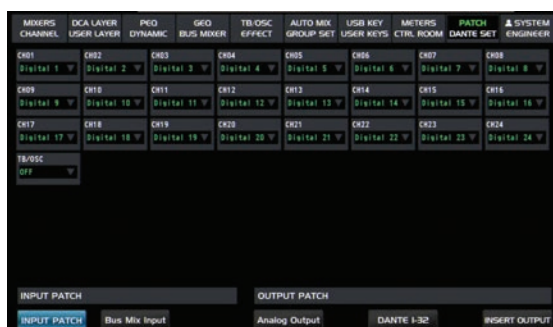 MIXERS DCA LAYER PEQ GEQ TB/OSC AUTO MIX USB KEY METERS PATCH SYSTEM
CHANNEL USER LAYER DYNAMIC BUS MIXER EFFECT GROUP SET USER KEYS CTRL ROOM DANTE SET ENGINEER
CH01 CH02 CH03 CH04 CH05 CH06 CH07 CH08
Digital 1 Digital 2 Digital 3 Digital 4 Digital 5 Digital 6 Digital 7 Digital 8
CH09 CH10 CH11 CH12 CH13 CH14 CH15 CH16
Digital 9 Digital 10 Digital 11 Digital 12 Digital 13 Digital 14 Digital 15 Digital 16
CH17 CH18 CH19 CH20 CH21 CH22 CH23 CH24
Digital 17 Digital 18 Digital 19 Digital 20 Digital 21 Digital 22 Digital 23 Digital 24
TB/OSC
OFF
INPUT PATCH OUTPUT PATCH
INPUT PATCH Bus Mix Input Analog Output DANTE 1-32 INSERT OUTPUT